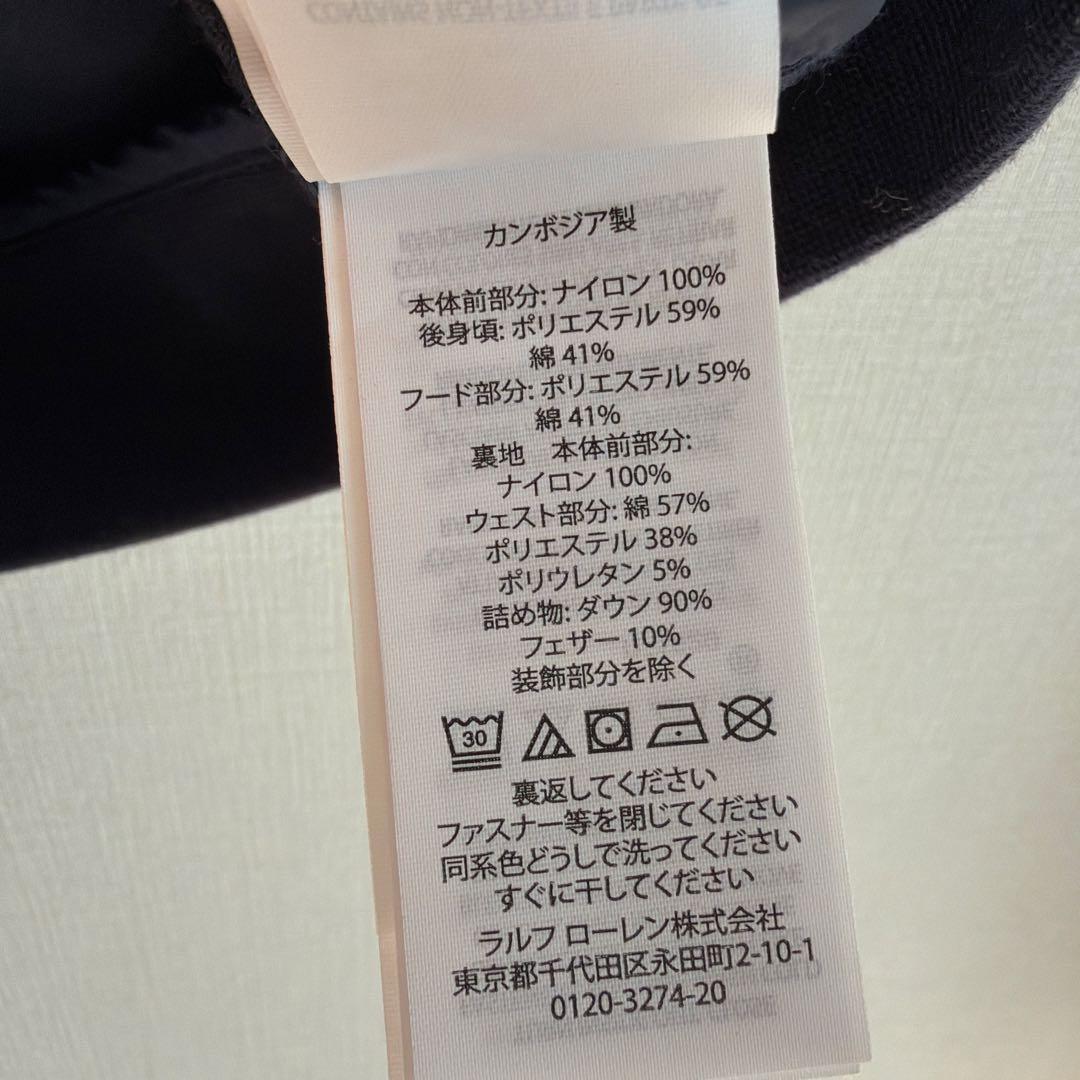 カンボジア製
本体前部分: ナイロン 100%
後身頃: ポリエステル 59%
綿 41%
フード部分: ポリエステル 59%
綿 41%
裏地　本体前部分:
ナイロン 100%
ウェスト部分: 綿 57%
ポリエステル 38%
ポリウレタン 5%
詰め物: ダウン 90%
フェザー 10%
装飾部分を除く
30
裏返してください
ファスナー等を閉じてください
同系色どうしで洗ってください
すぐに干してください
ラルフ ローレン株式会社
東京都千代田区永田町2-10-1
0120-3274-20